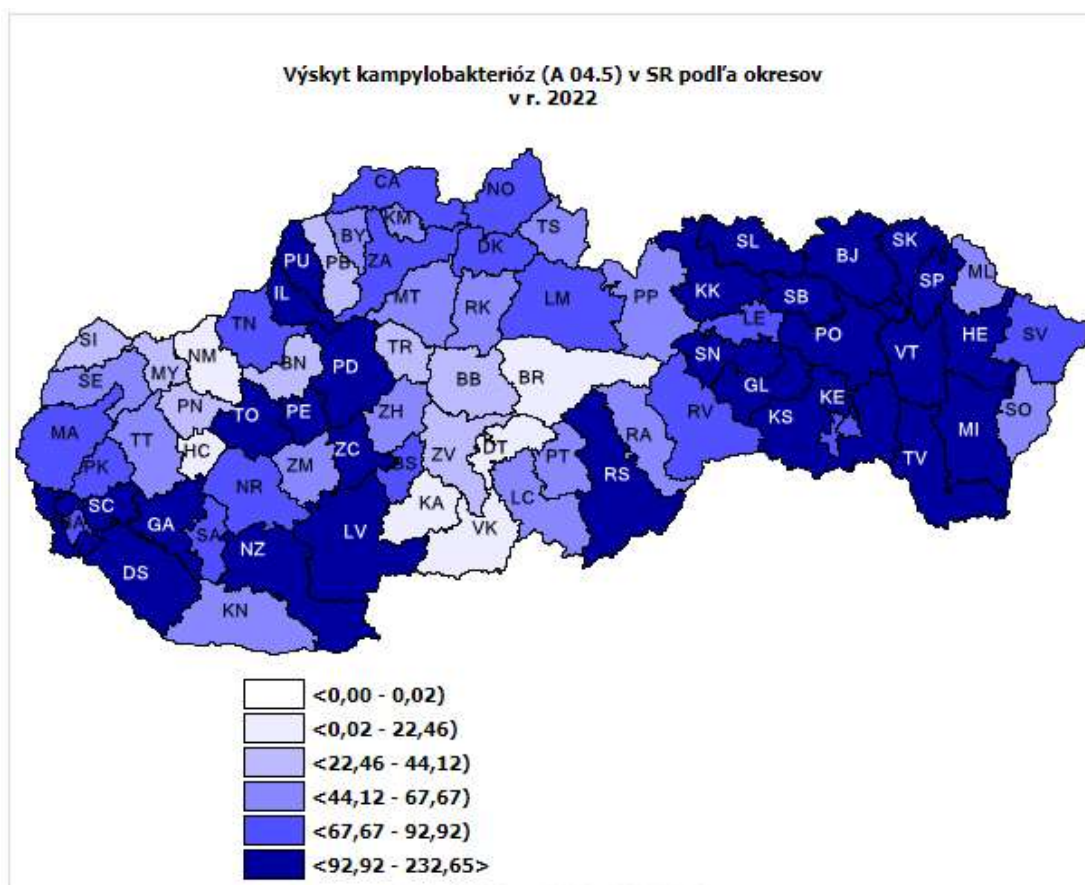 Výskyt kampylobakterióz (A 04.5) v SR podľa okresov
v r. 2022
CA
NO
KM
BY
TS
PU
PB
ZA
DK
SL
SK
BJ
ML
SP
IL
MT
RK
LM
PP
KK
SB
TN
LE
PO
HE
SV
SI
NM
TR
SN
VT
MY
BN
PD
BB
BR
SE
GL
PN
TO
PE
ZH
KE
SO
MA
TT
HC
ZC
ZV
DT
RA
RV
KS
MI
PK
ZM
BS
PT
TV
NR
RS
SC
KA
LC
BA
GA
SA
LV
VK
NZ
DS
KN
<0,00 - 0,02)
<0,02 - 22,46)
<22,46 - 44,12)
<44,12 - 67,67)
<67,67 - 92,92)
<92,92 - 232,65>